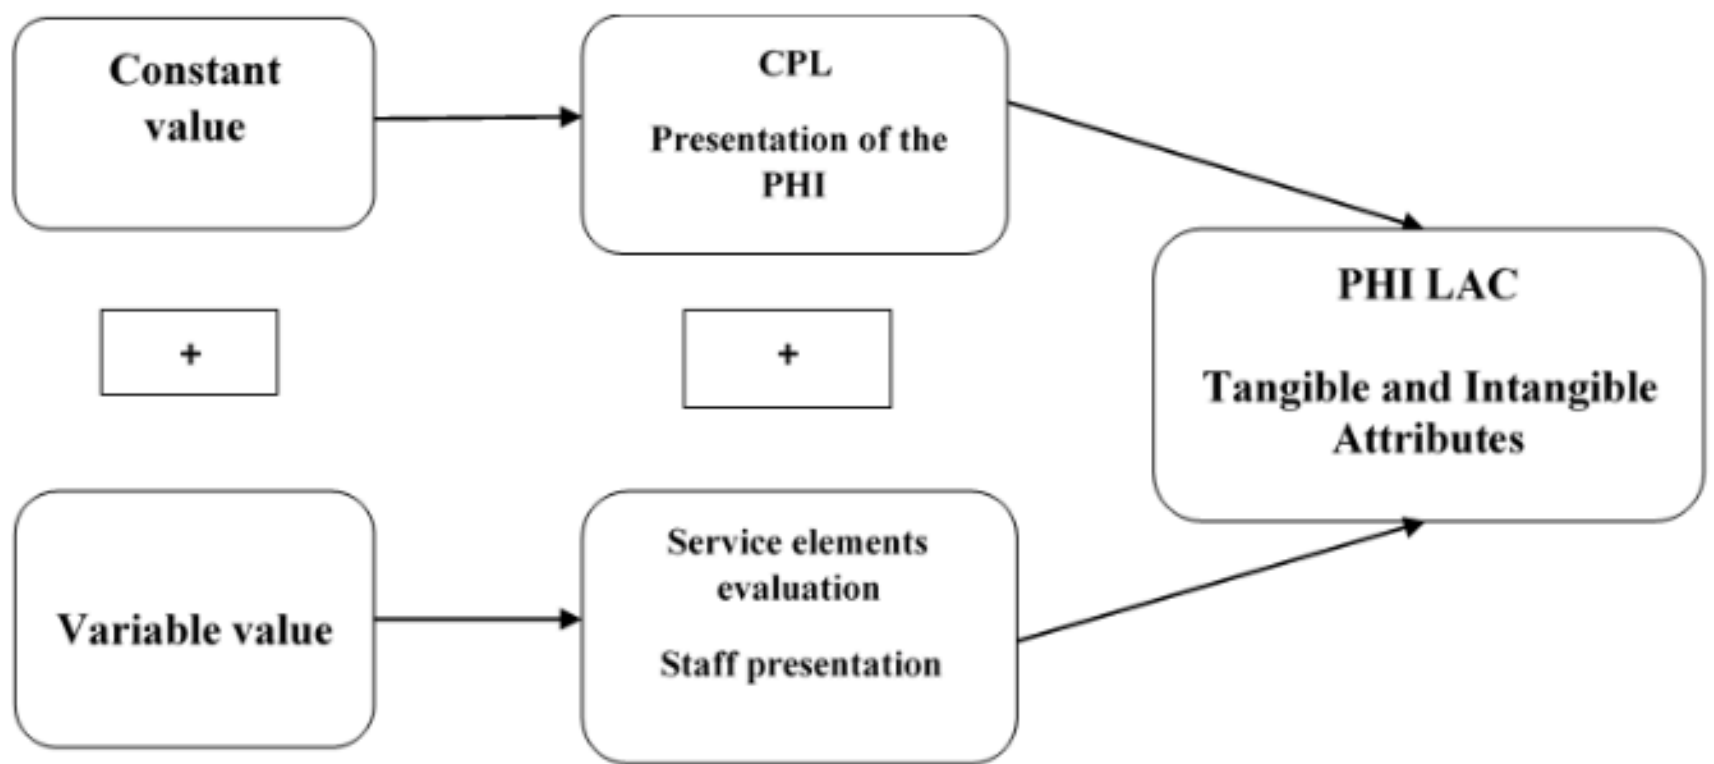 Constant
value
CPL
Presentation of the
PHI
PHI LAC
Tangible and Intangible
Attributes
+
+
Variable value
Service elements
evaluation
Staff presentation